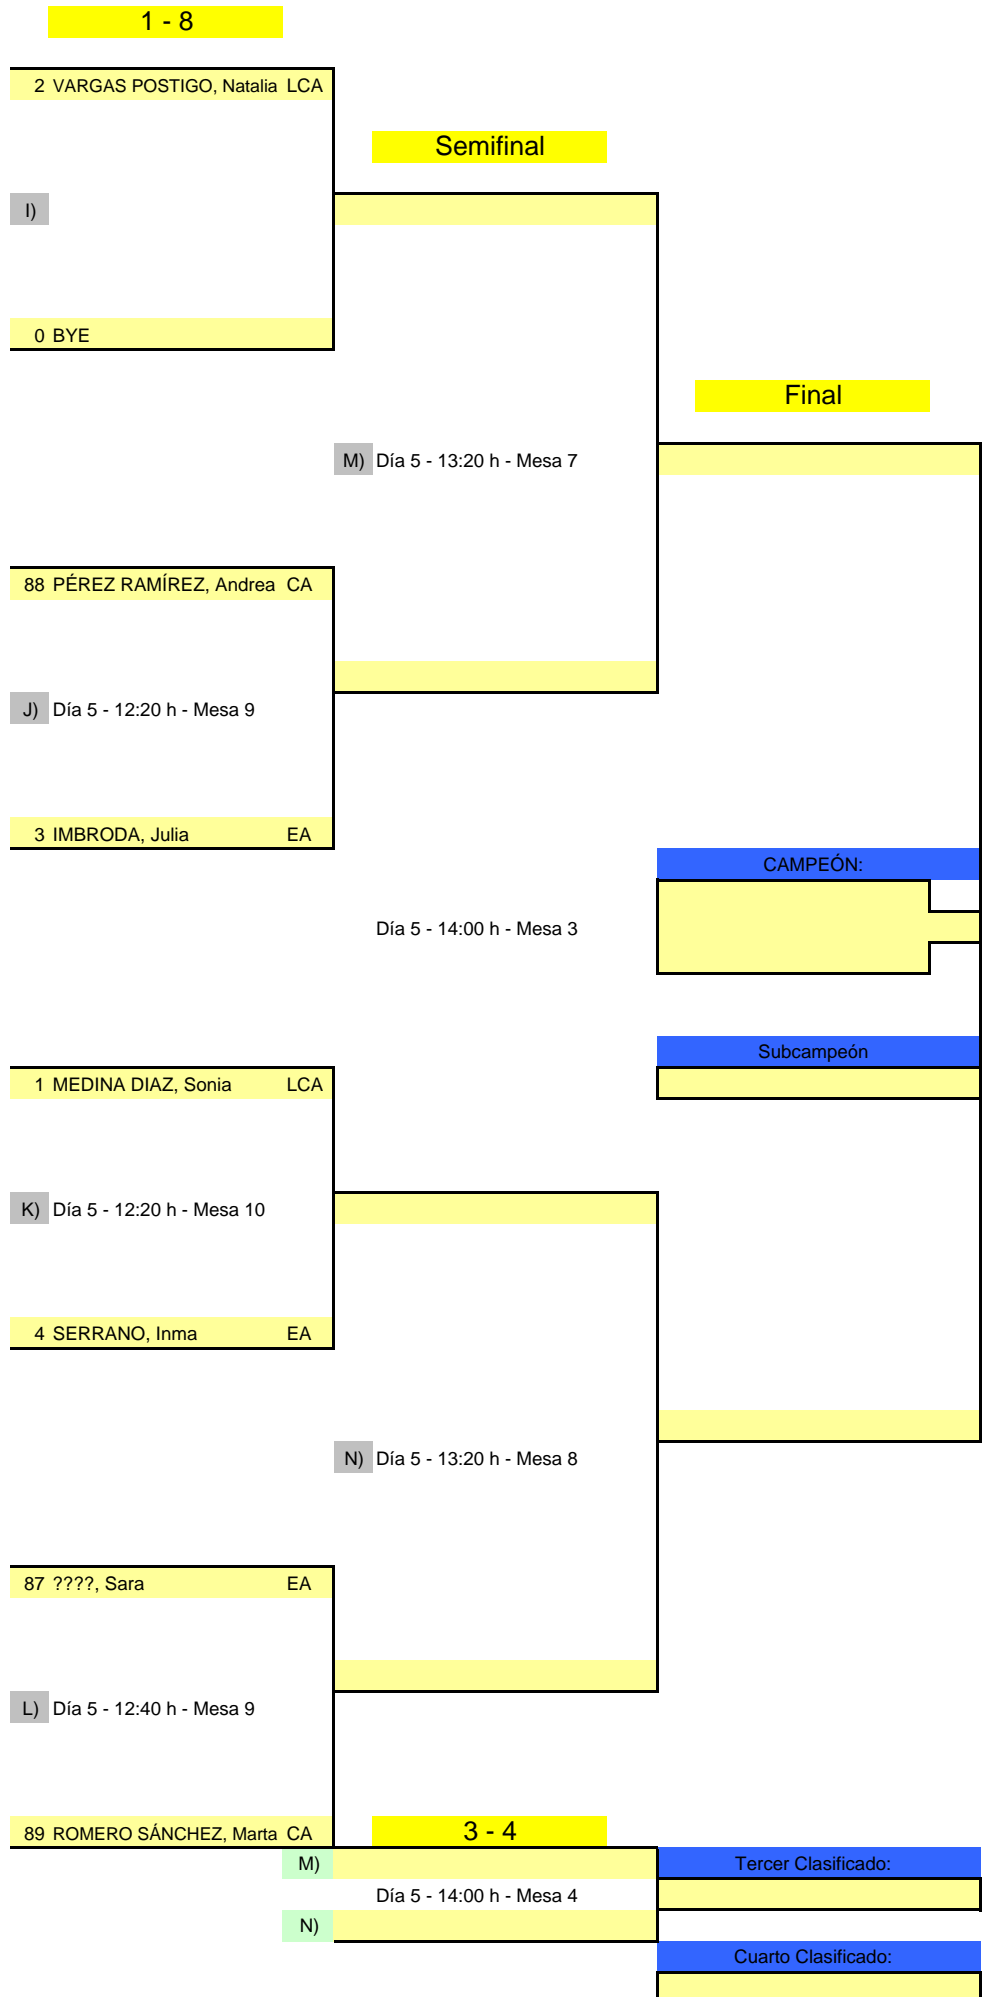 1 - 8
2 VARGAS POSTIGO, Natalia LCA
Semifinal
I)
0 BYE
Final
M) Día 5 - 13:20 h - Mesa 7
88 PÉREZ RAMÍREZ, Andrea CA
J) Día 5 - 12:20 h - Mesa 9
3 IMBRODA, Julia EA
CAMPEÓN:
Día 5 - 14:00 h - Mesa 3
Subcampeón
1 MEDINA DIAZ, Sonia LCA
K) Día 5 - 12:20 h - Mesa 10
4 SERRANO, Inma EA
N) Día 5 - 13:20 h - Mesa 8
87 ????, Sara EA
L) Día 5 - 12:40 h - Mesa 9
89 ROMERO SÁNCHEZ, Marta CA
3 - 4
M)
Tercer Clasificado:
Día 5 - 14:00 h - Mesa 4
N)
Cuarto Clasificado: